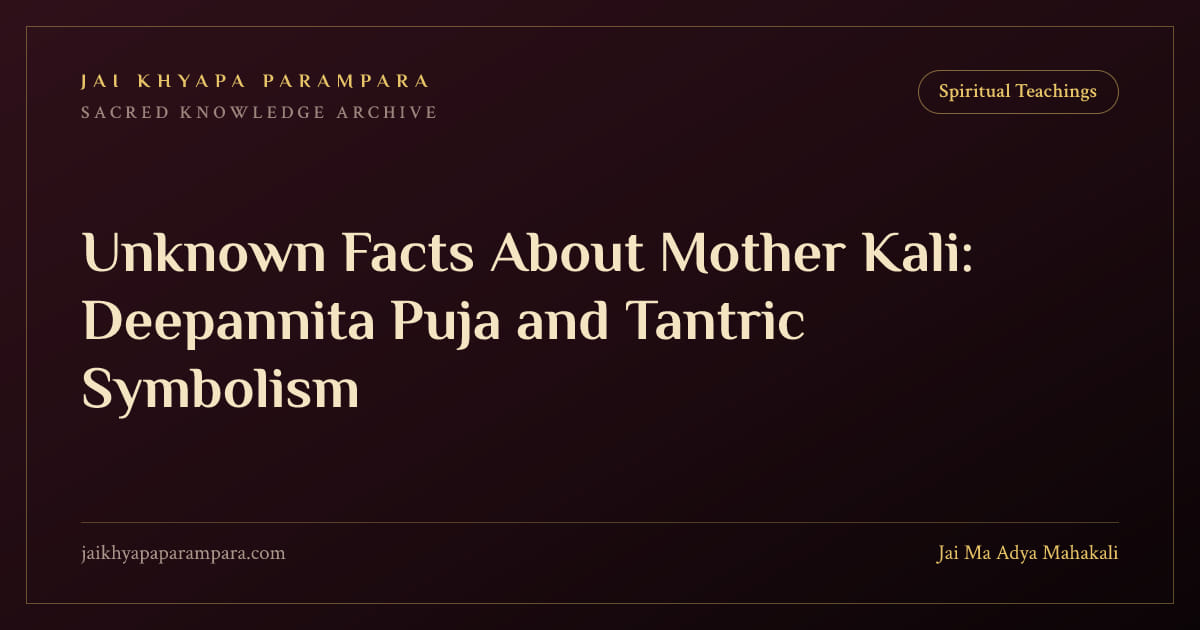 JAI KHYAPA PARAMPARA
SACRED KNOWLEDGE ARCHIVE
Spiritual Teachings
Unknown Facts About Mother Kali:
Deepannita Puja and Tantric
Symbolism
jaikhyapaparampara.com
Jai Ma Adya Mahakali